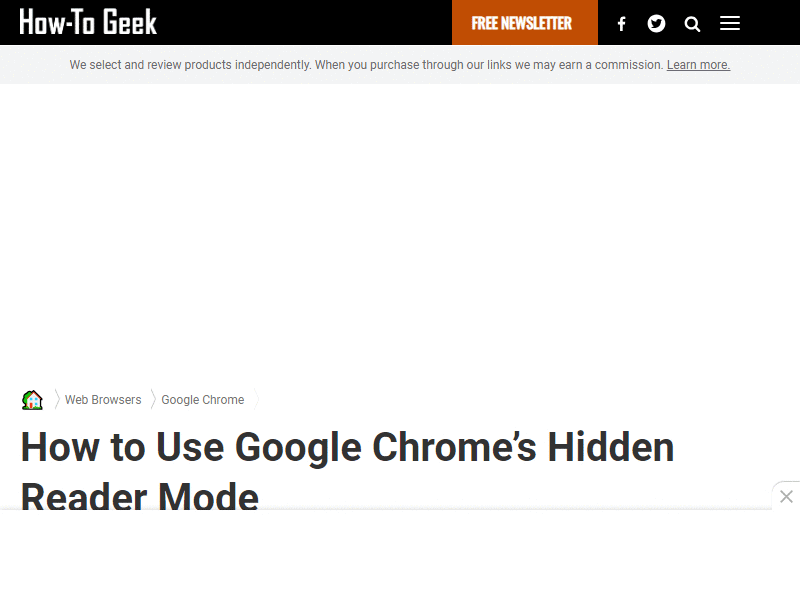 How-To Geek
FREE NEWSLETTER
We select and review products independently. When you purchase through our links we may earn a commission. Learn more.
Web Browsers
Google Chrome
How to Use Google Chrome’s Hidden
Reader Mode